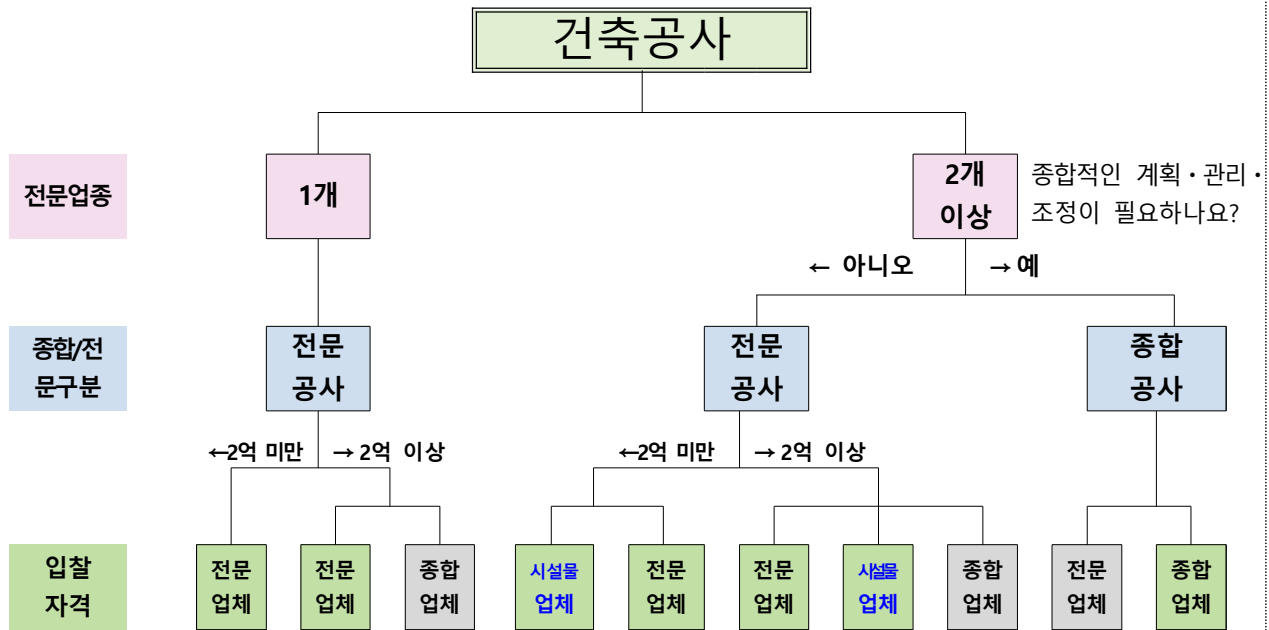 건축공사
전문업종
1개
2개
이상
종합적인 계획·관리·
조정이 필요하나요?
← 아니오
→ 예
종합/전
문구분
전문
공사
전문
공사
종합
공사
←2억 미만
→ 2억 이상
←2억 미만
→ 2억 이상
입찰
자격
전문
업체
전문
업체
종합
업체
시설물
업체
전문
업체
전문
업체
시설물
업체
종합
업체
전문
업체
종합
업체